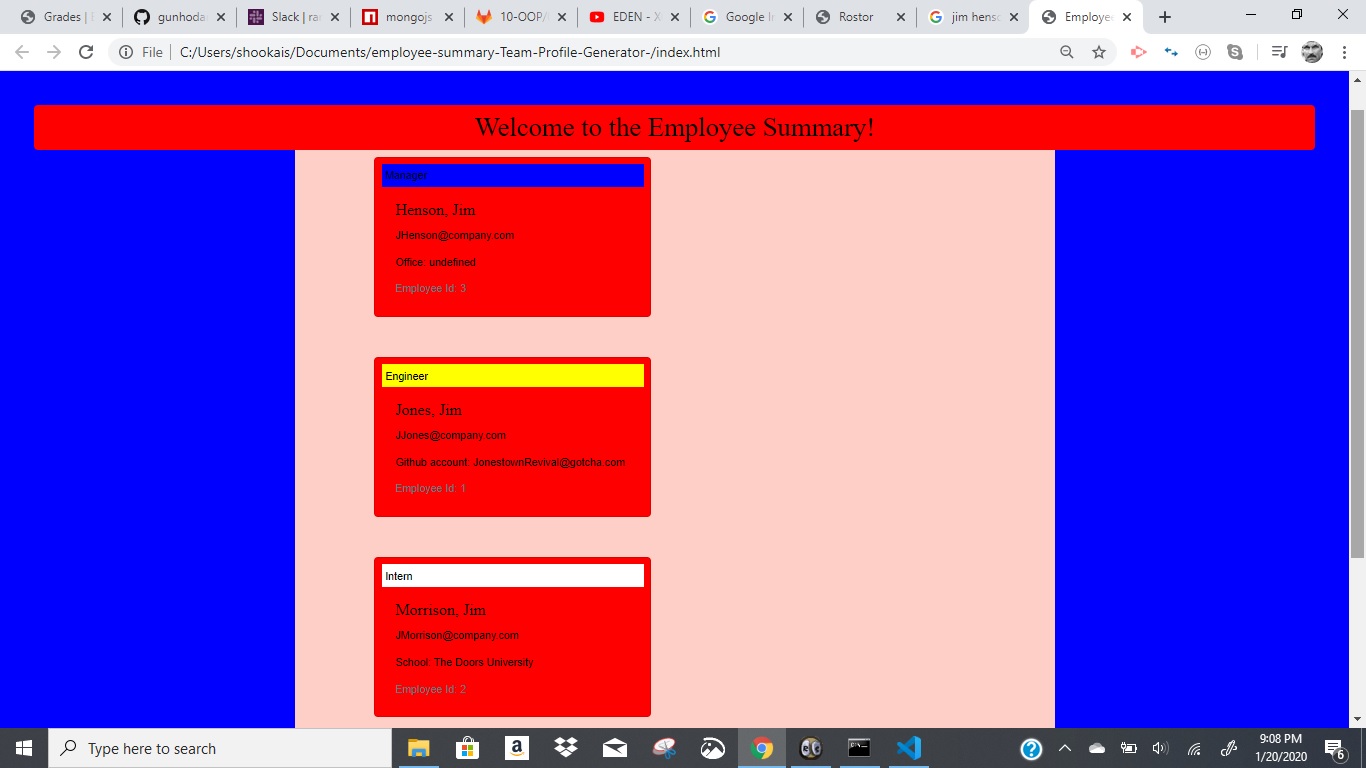 Grades | B
gunhoda
Slack | ra
mongojs
10-OOP/
EDEN - X
Google I
Rostor
jim hens
Employe
File
C:/Users/shookais/Documents/employee-summary-Team-Profile-Generator-/index.html
Welcome to the Employee Summary!
Manager
Henson, Jim
JHenson@company.com
Office: undefined
Employee Id: 3
Engineer
Jones, Jim
JJones@company.com
Github account: JonestownRevival@gotcha.com
Employee Id: 1
Intern
Morrison, Jim
JMorrison@company.com
School: The Doors University
Employee Id: 2
Type here to search
9:08 PM
1/20/2020
6